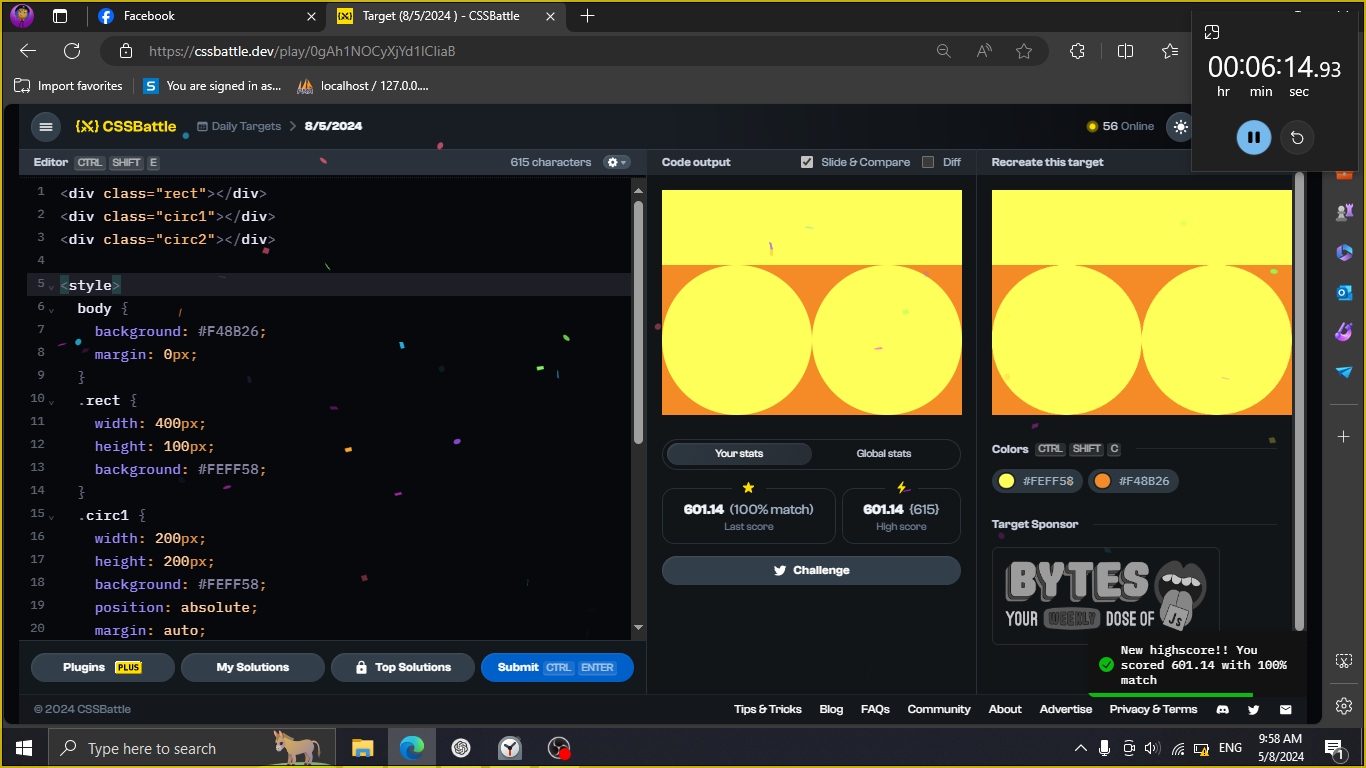 Facebook
Target (8/5/2024 ) - CSSBattle
https://cssbattle.dev/play/0gAh1NOCyXjYd1ICIiaB
Import favorites
S
You are signed in as...
localhost / 127.0.0....
00:06:14.93
hr min sec
{X} CSSBattle
Daily Targets
8/5/2024
56 Online
Editor CTRL SHIFT E
615 characters
Code output
Slide & Compare
Diff
Recreate this target
1 <div class="rect"></div>
2 <div class="circ1"></div>
3 <div class="circ2"></div>
4
5 <style>
6 body {
7 background: #F48B26;
8 margin: 0px;
9 }
10 .rect {
11 width: 400px;
12 height: 100px;
13 background: #FEFF58;
14 }
15 .circ1 {
16 width: 200px;
17 height: 200px;
18 background: #FEFF58;
19 position: absolute;
20 margin: auto;
Your stats
Global stats
601.14 (100% match)
Last score
601.14 {615}
High score
Challenge
Colors CTRL SHIFT C
#FEFF58
#F48B26
Target Sponsor
BYTES
YOUR WEEKLY DOSE OF JS
New highscore!! You
scored 601.14 with 100%
match
Plugins PLUS
My Solutions
Top Solutions
Submit CTRL ENTER
© 2024 CSSBattle
Tips & Tricks
Blog
FAQs
Community
About
Advertise
Privacy & Terms
Type here to search
ENG
9:58 AM
5/8/2024
1